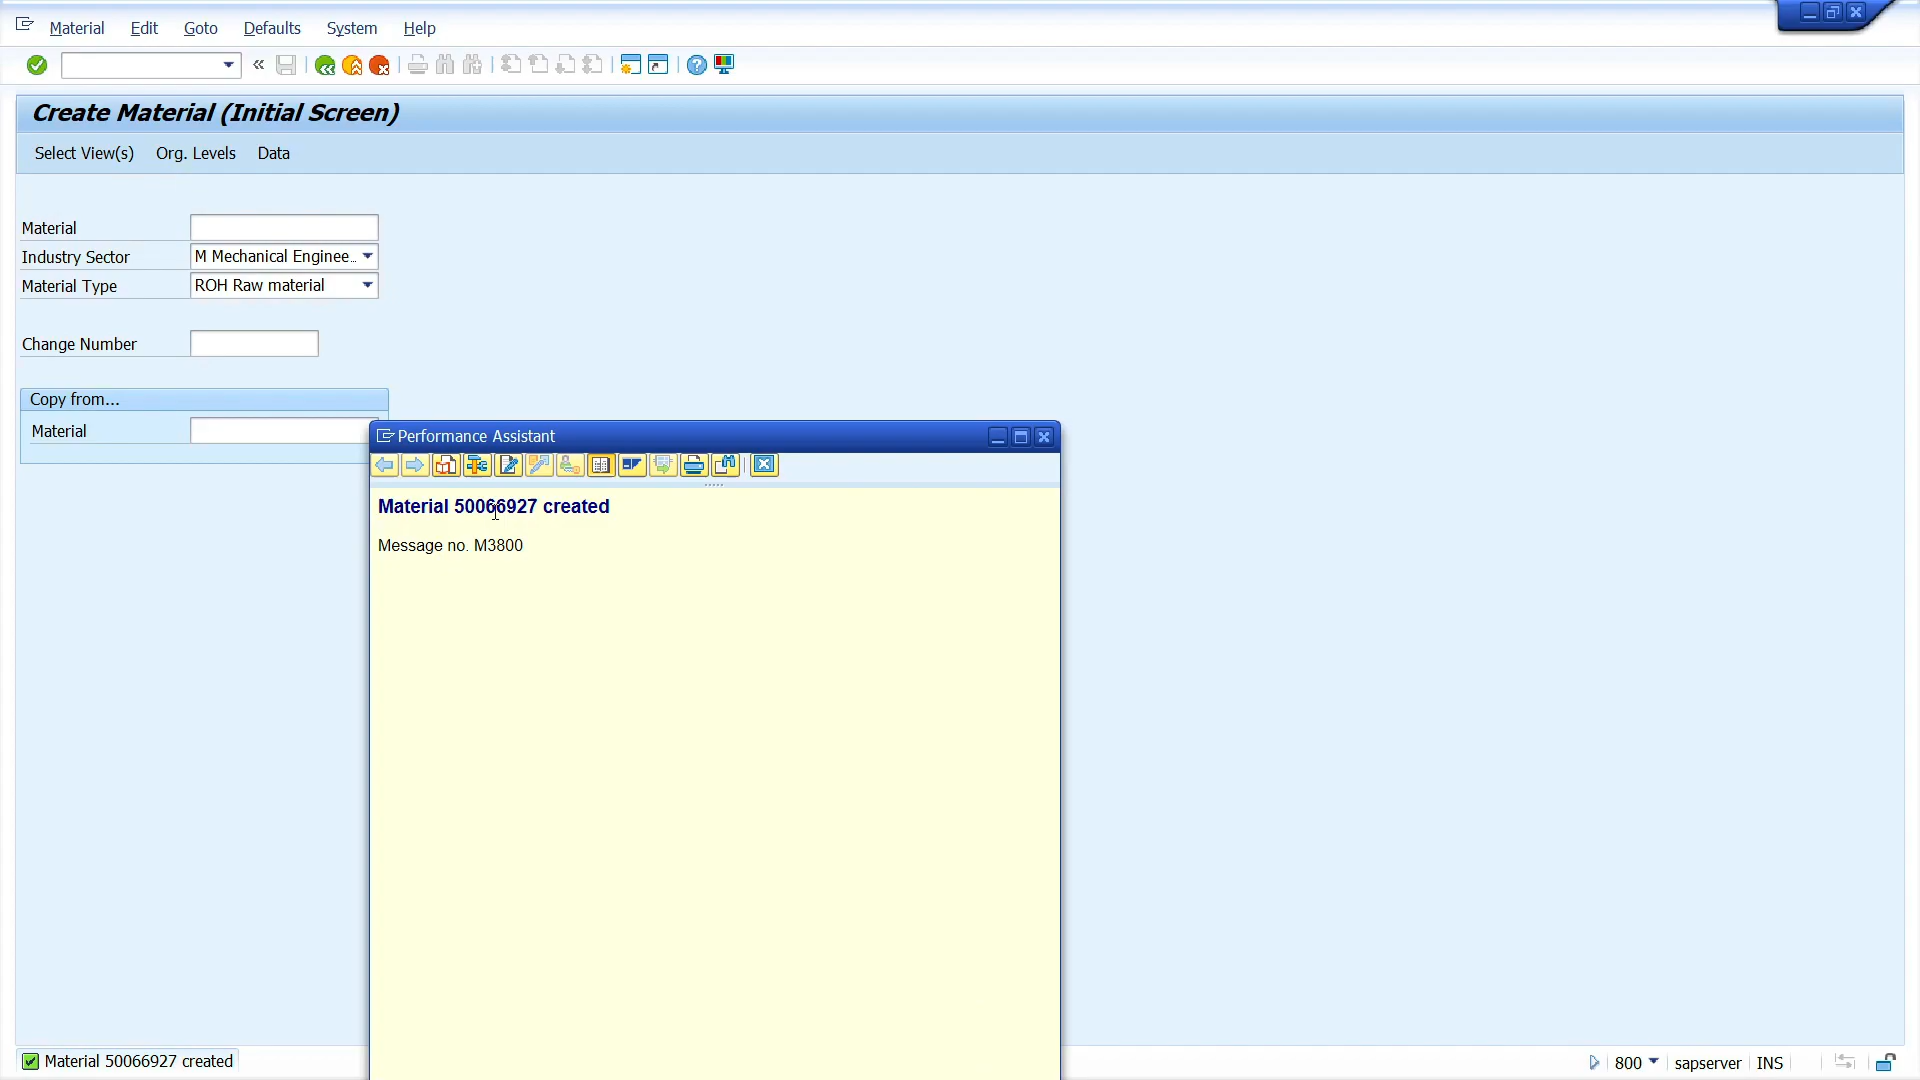 Material Edit Goto Defaults System Help
Create Material (Initial Screen)
Select View(s) Org. Levels Data
Material
Industry Sector M Mechanical Enginee..
Material Type ROH Raw material
Change Number
Copy from...
Material
Performance Assistant
Material 50066927 created
Message no. M3800
Material 50066927 created
800 sapserver INS